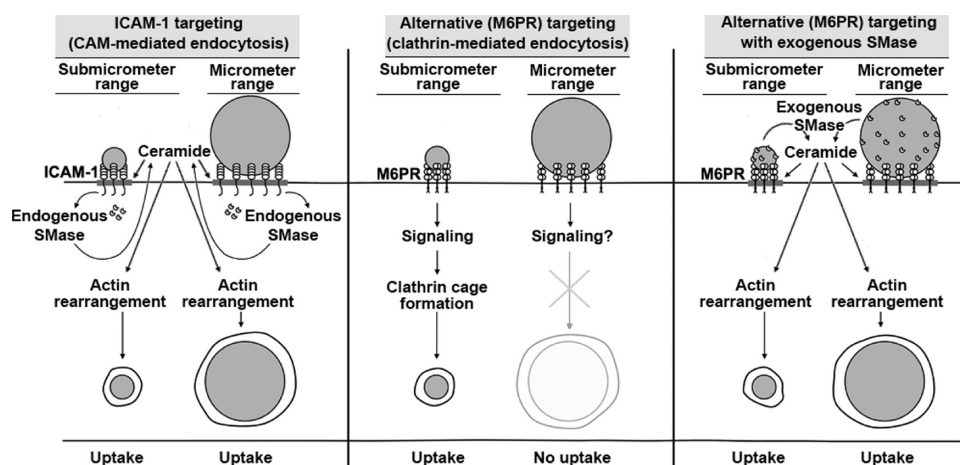 ICAM-1 targeting
(CAM-mediated endocytosis)
Submicrometer
range
Micrometer
range
Ceramide
ICAM-1
Endogenous
SMase
Endogenous
SMase
Actin
rearrangement
Actin
rearrangement
Uptake
Uptake
Alternative (M6PR) targeting
(clathrin-mediated endocytosis)
Submicrometer
range
Micrometer
range
M6PR
Signaling
Signaling?
Clathrin cage
formation
Uptake
No uptake
Alternative (M6PR) targeting
with exogenous SMase
Submicrometer
range
Micrometer
range
Exogenous
SMase
Ceramide
M6PR
Actin
rearrangement
Actin
rearrangement
Uptake
Uptake